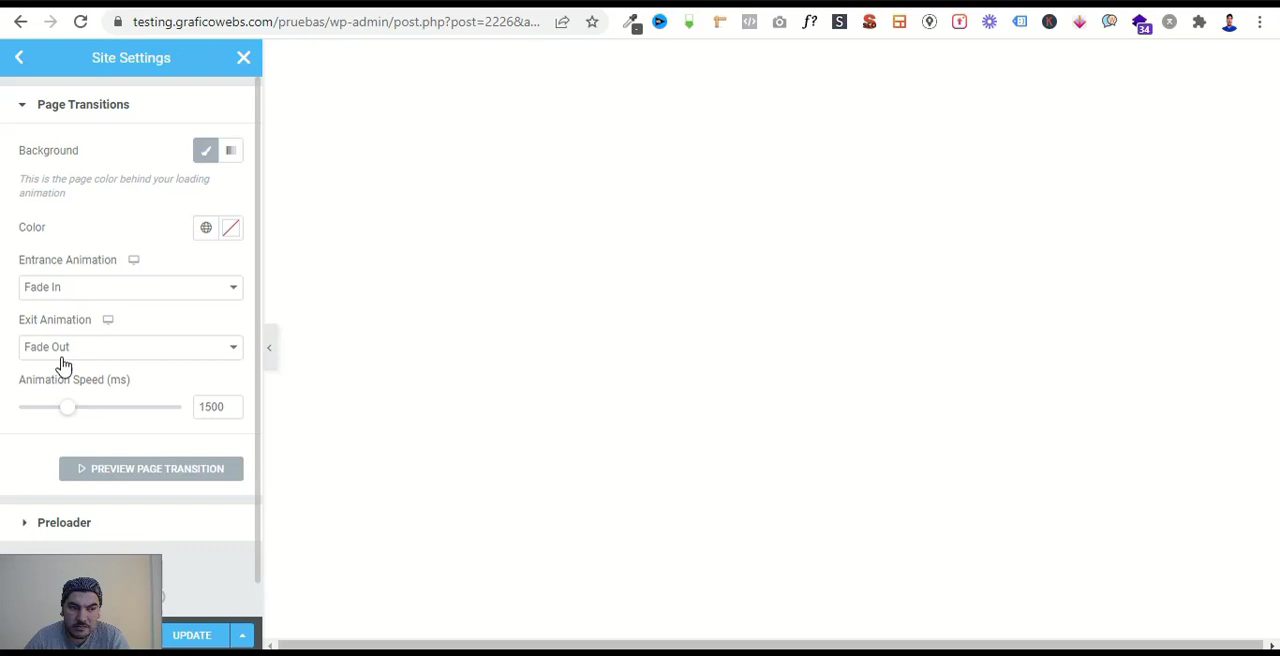 testing.graficowebs.com/pruebas/wp-admin/post.php?post=2226&a...
f?
S
K
34
Site Settings
Page Transitions
Background
This is the page color behind your loading
animation
Color
Entrance Animation
Fade In
Exit Animation
Fade Out
Animation Speed (ms)
1500
PREVIEW PAGE TRANSITION
Preloader
UPDATE